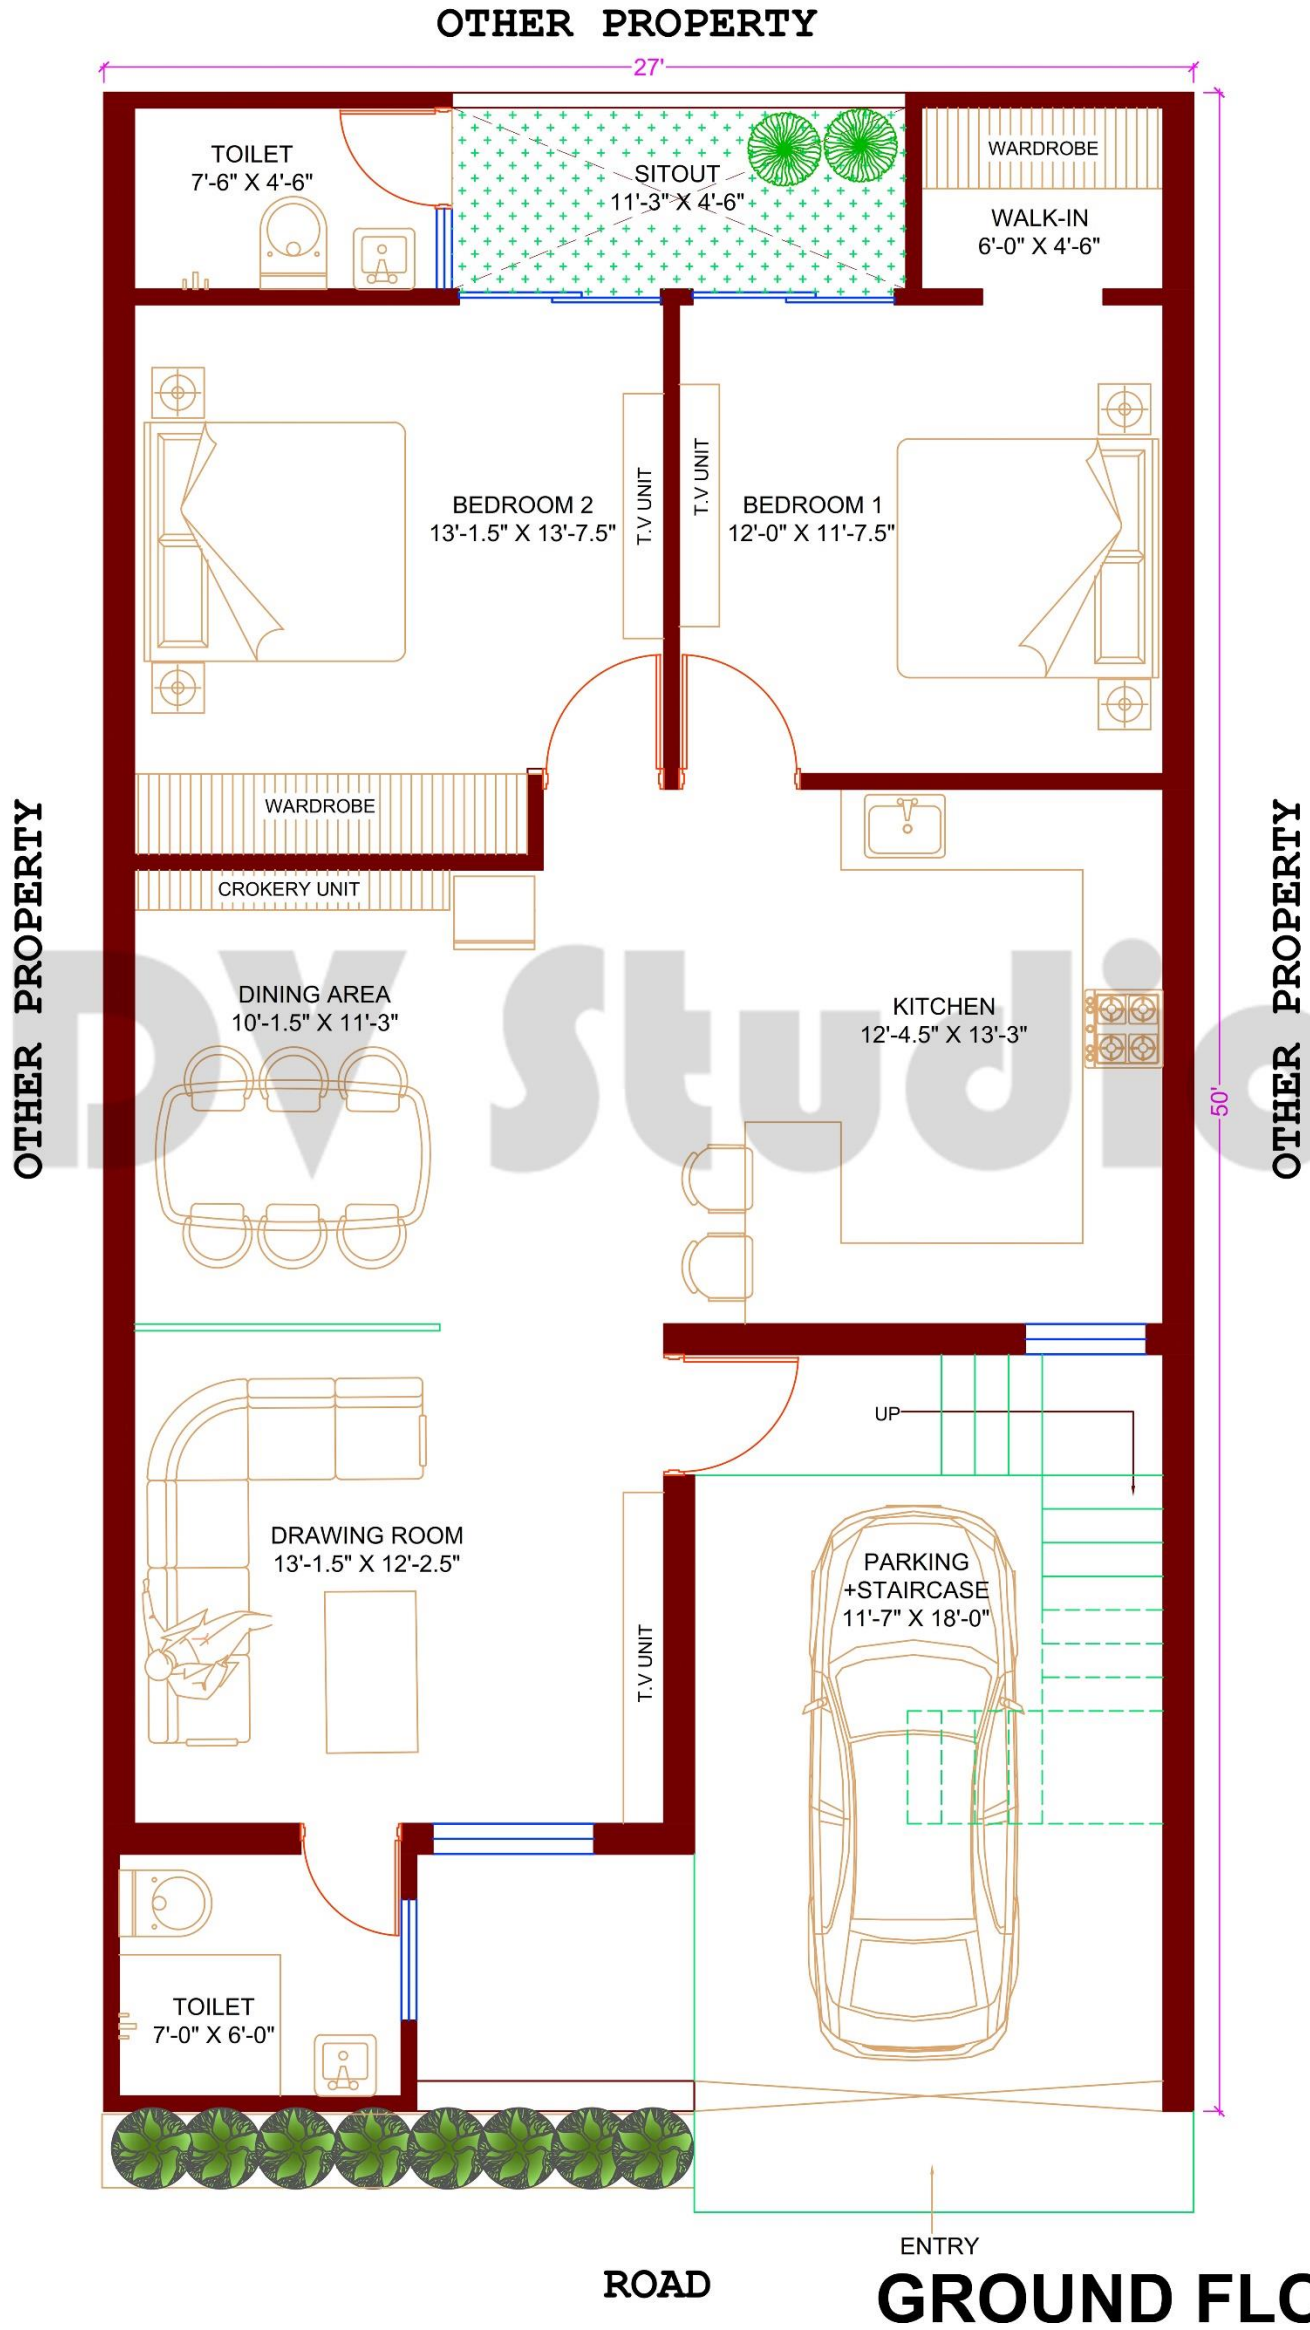 OTHER PROPERTY
27'
TOILET
7'-6" X 4'-6"
SITOUT
11'-3" X 4'-6"
WARDROBE
WALK-IN
6'-0" X 4'-6"
BEDROOM 2
13'-1.5" X 13'-7.5"
T.V UNIT
T.V UNIT
BEDROOM 1
12'-0" X 11'-7.5"
WARDROBE
CROKERY UNIT
OTHER PROPERTY
OTHER PROPERTY
DV Studio
DINING AREA
10'-1.5" X 11'-3"
KITCHEN
12'-4.5" X 13'-3"
50'
UP
DRAWING ROOM
13'-1.5" X 12'-2.5"
T.V UNIT
PARKING
+STAIRCASE
11'-7" X 18'-0"
TOILET
7'-0" X 6'-0"
ENTRY
ROAD
GROUND FLO